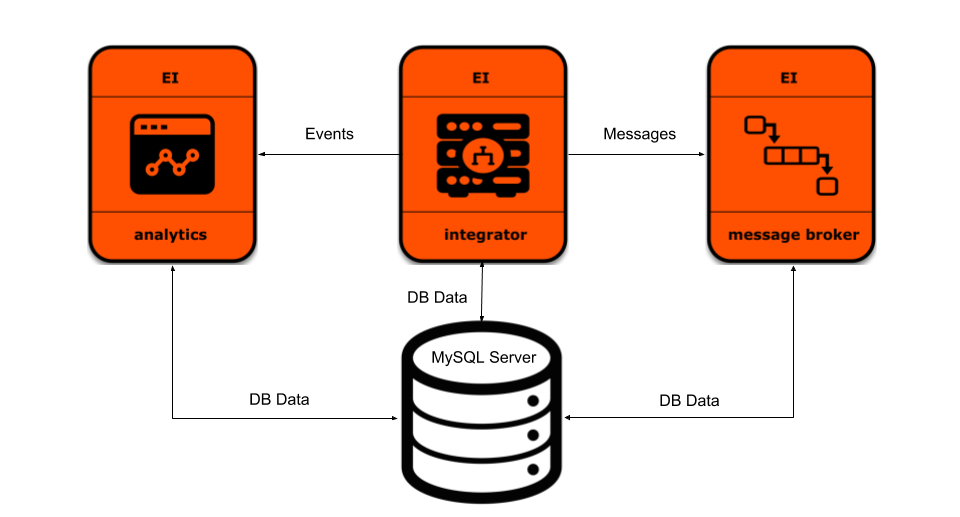 EI
EI
EI
Events
Messages
analytics
integrator
message broker
DB Data
MySQL Server
DB Data
DB Data